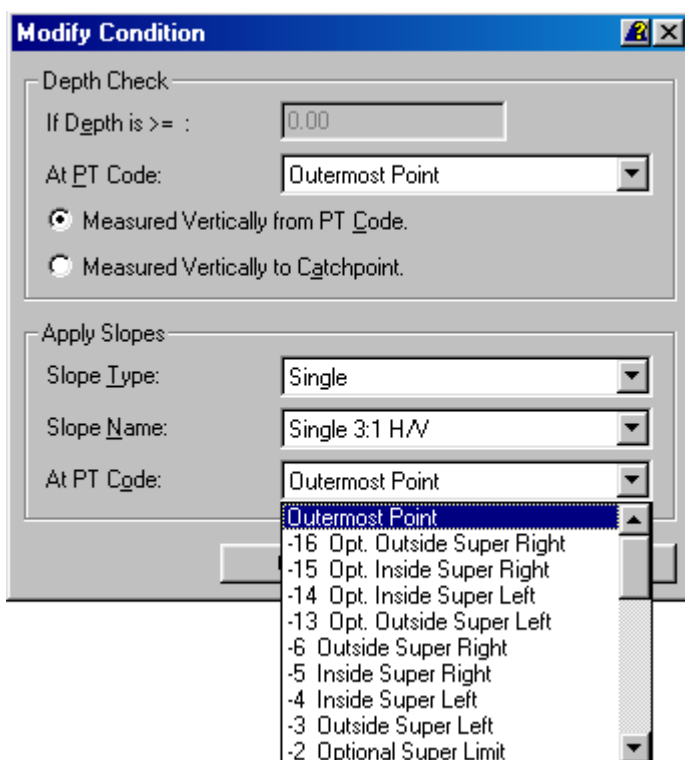 Modify Condition
Depth Check
If Depth is >= : 0.00
At PT Code: Outermost Point
Measured Vertically from PT Code.
Measured Vertically to Catchpoint.
Apply Slopes
Slope Type: Single
Slope Name: Single 3:1 H/V
At PT Code: Outermost Point
Outermost Point
-16 Opt. Outside Super Right
-15 Opt. Inside Super Right
-14 Opt. Inside Super Left
-13 Opt. Outside Super Left
-6 Outside Super Right
-5 Inside Super Right
-4 Inside Super Left
-3 Outside Super Left
-2 Optional Super Limit